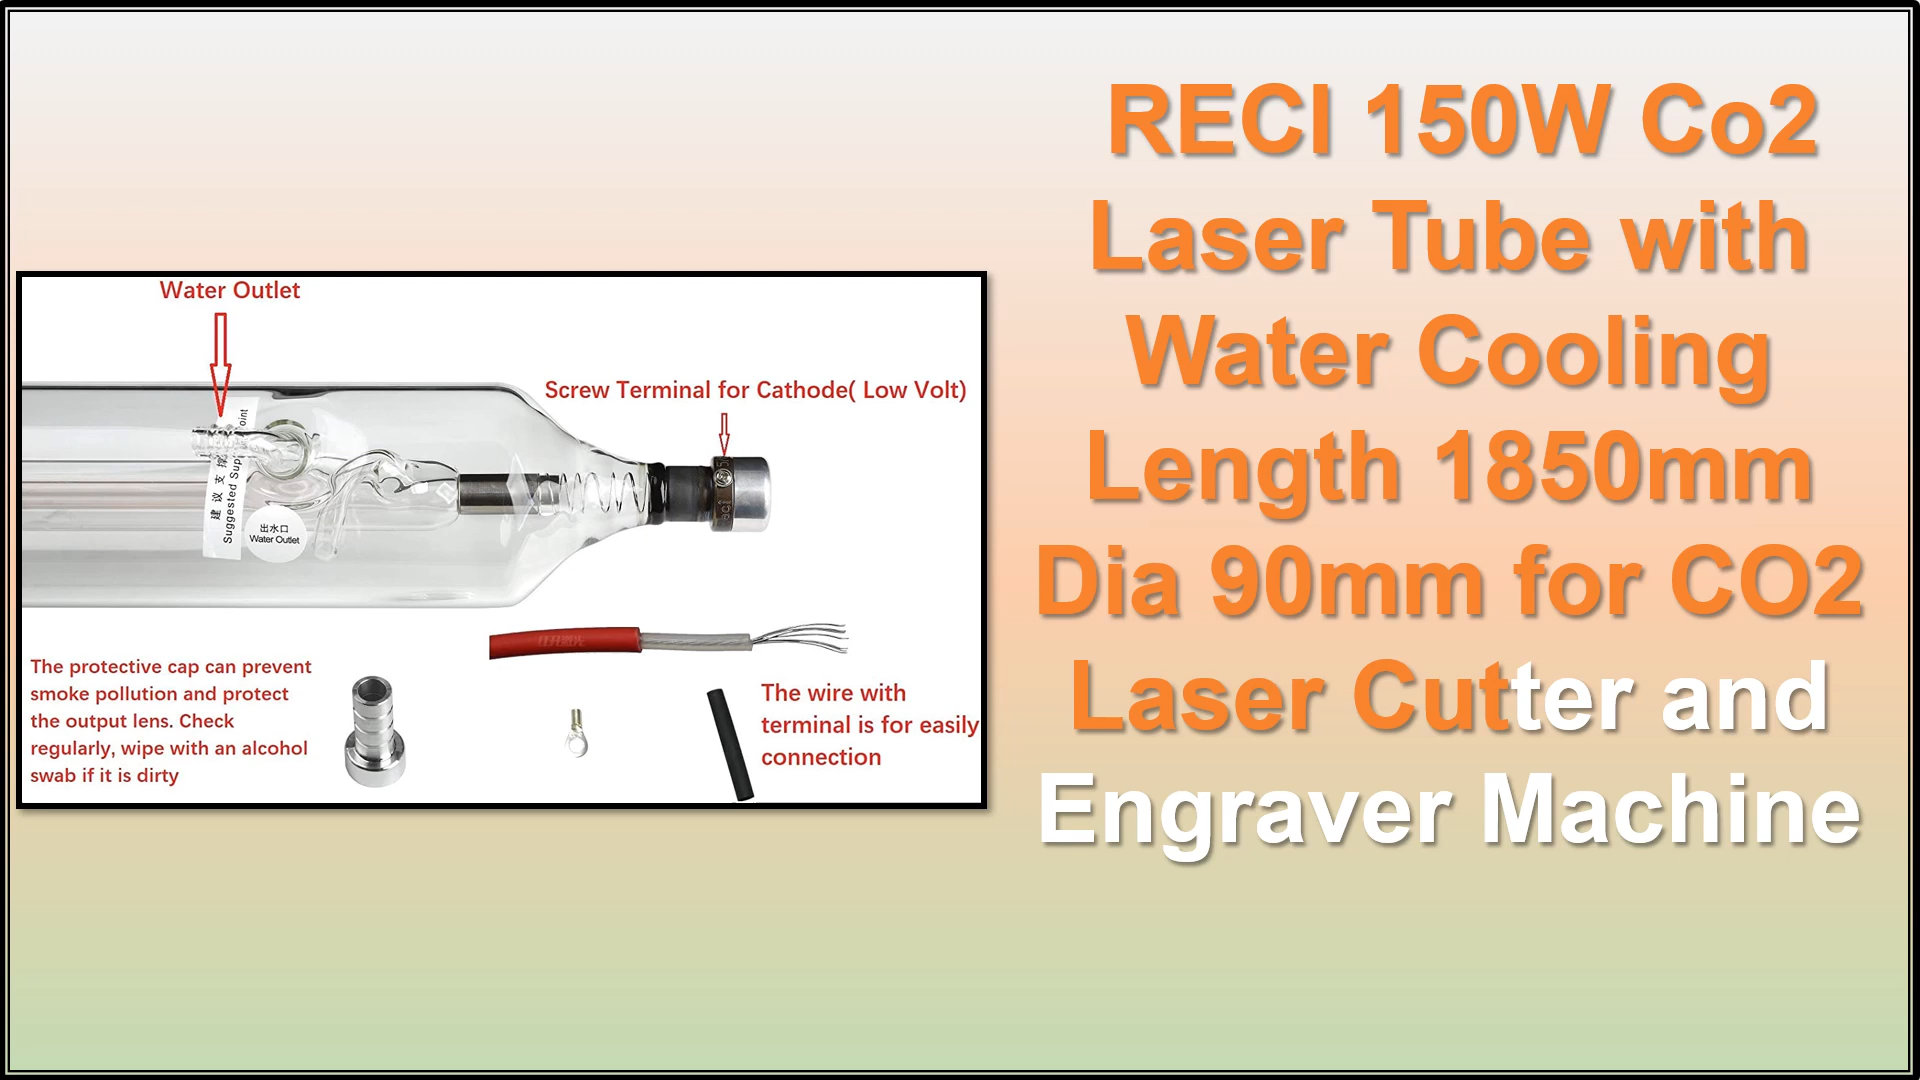 Water Outlet
Screw Terminal for Cathode( Low Volt)
建议支撑
Suggested Sup
oint
出水口
Water Outlet
The protective cap can prevent
smoke pollution and protect
the output lens. Check
regularly, wipe with an alcohol
swab if it is dirty
The wire with
terminal is for easily
connection
RECI 150W Co2
Laser Tube with
Water Cooling
Length 1850mm
Dia 90mm for CO2
Laser Cutter and
Engraver Machine